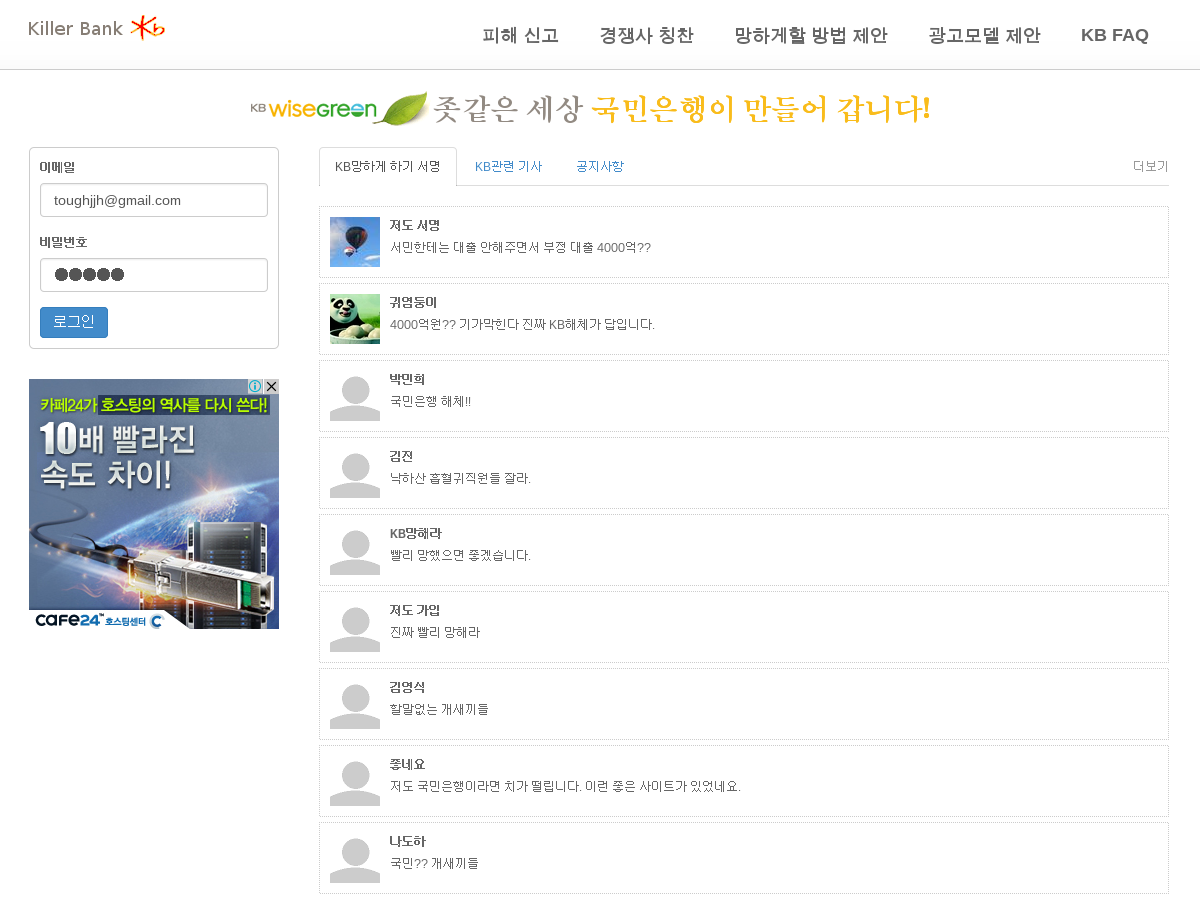 Killer Bank Kb
피해 신고
경쟁사 칭찬
망하게할 방법 제안
광고모델 제안
KB FAQ
KB wisegreen 좃같은 세상 국민은행이 만들어 갑니다!
이메일
toughjjh@gmail.com
비밀번호
●●●●●
로그인
카페24가 호스팅의 역사를 다시 쓴다!
10배 빨라진
속도 차이!
cafe24™ 호스팅센터
KB망하게 하기 서명
KB관련 기사
공지사항
더보기
저도 서명
서민한테는 대출 안해주면서 부정 대출 4000억??
귀염둥이
4000억원?? 기가막힌다 진짜 KB해체가 답입니다.
박민희
국민은행 해체!!
김진
낙하산 흡혈귀직원들 잘라.
KB망해라
빨리 망했으면 좋겠습니다.
저도 가입
진짜 빨리 망해라
김영식
할말없는 개새끼들
좋네요
저도 국민은행이라면 치가 떨립니다. 이런 좋은 사이트가 있었네요.
나도하
국민?? 개새끼들